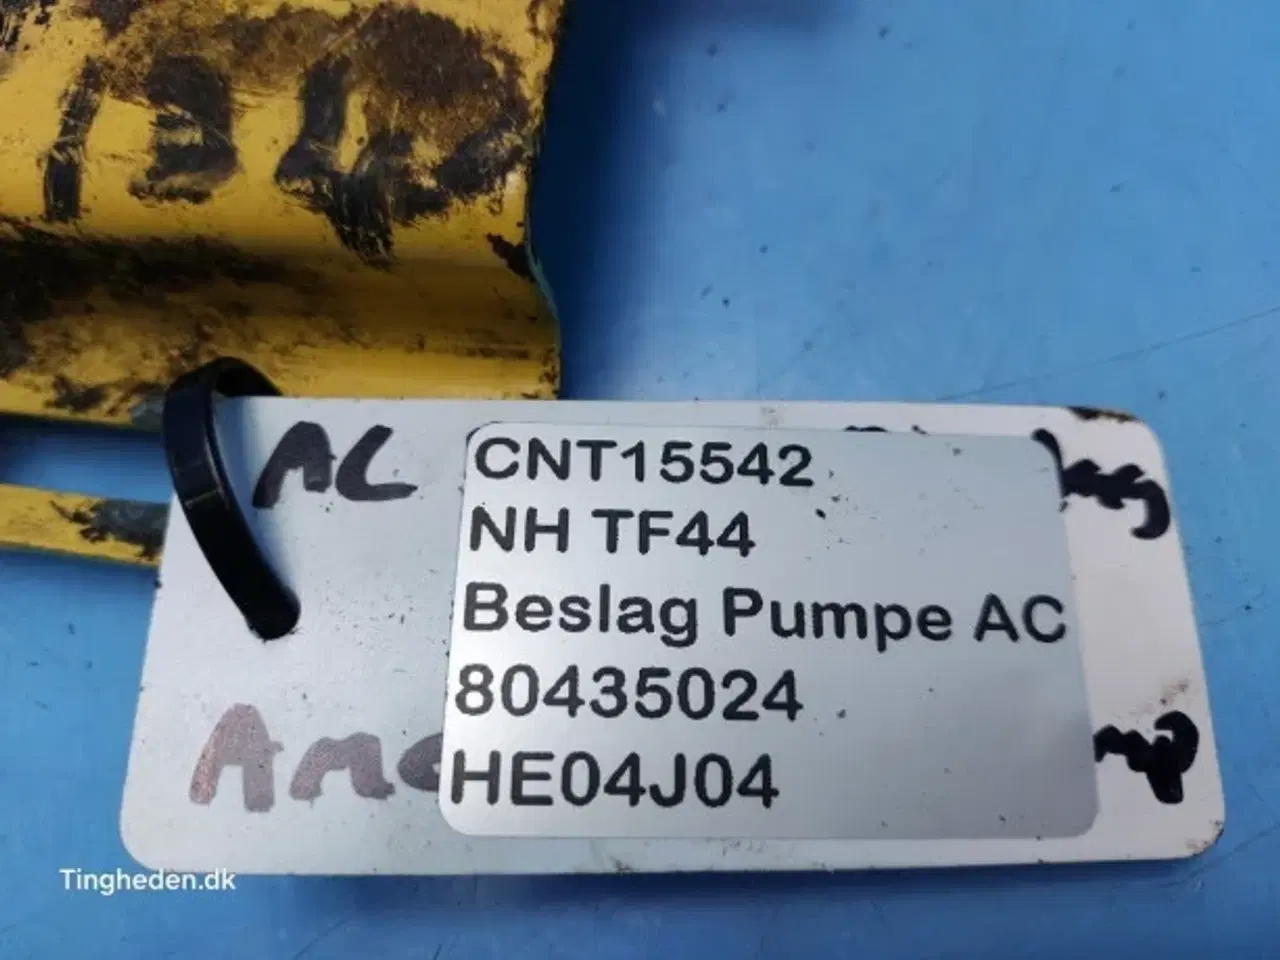 AC
CNT15542
NH TF44
Beslag Pumpe AC
80435024
HE04J04
Tingheden.dk